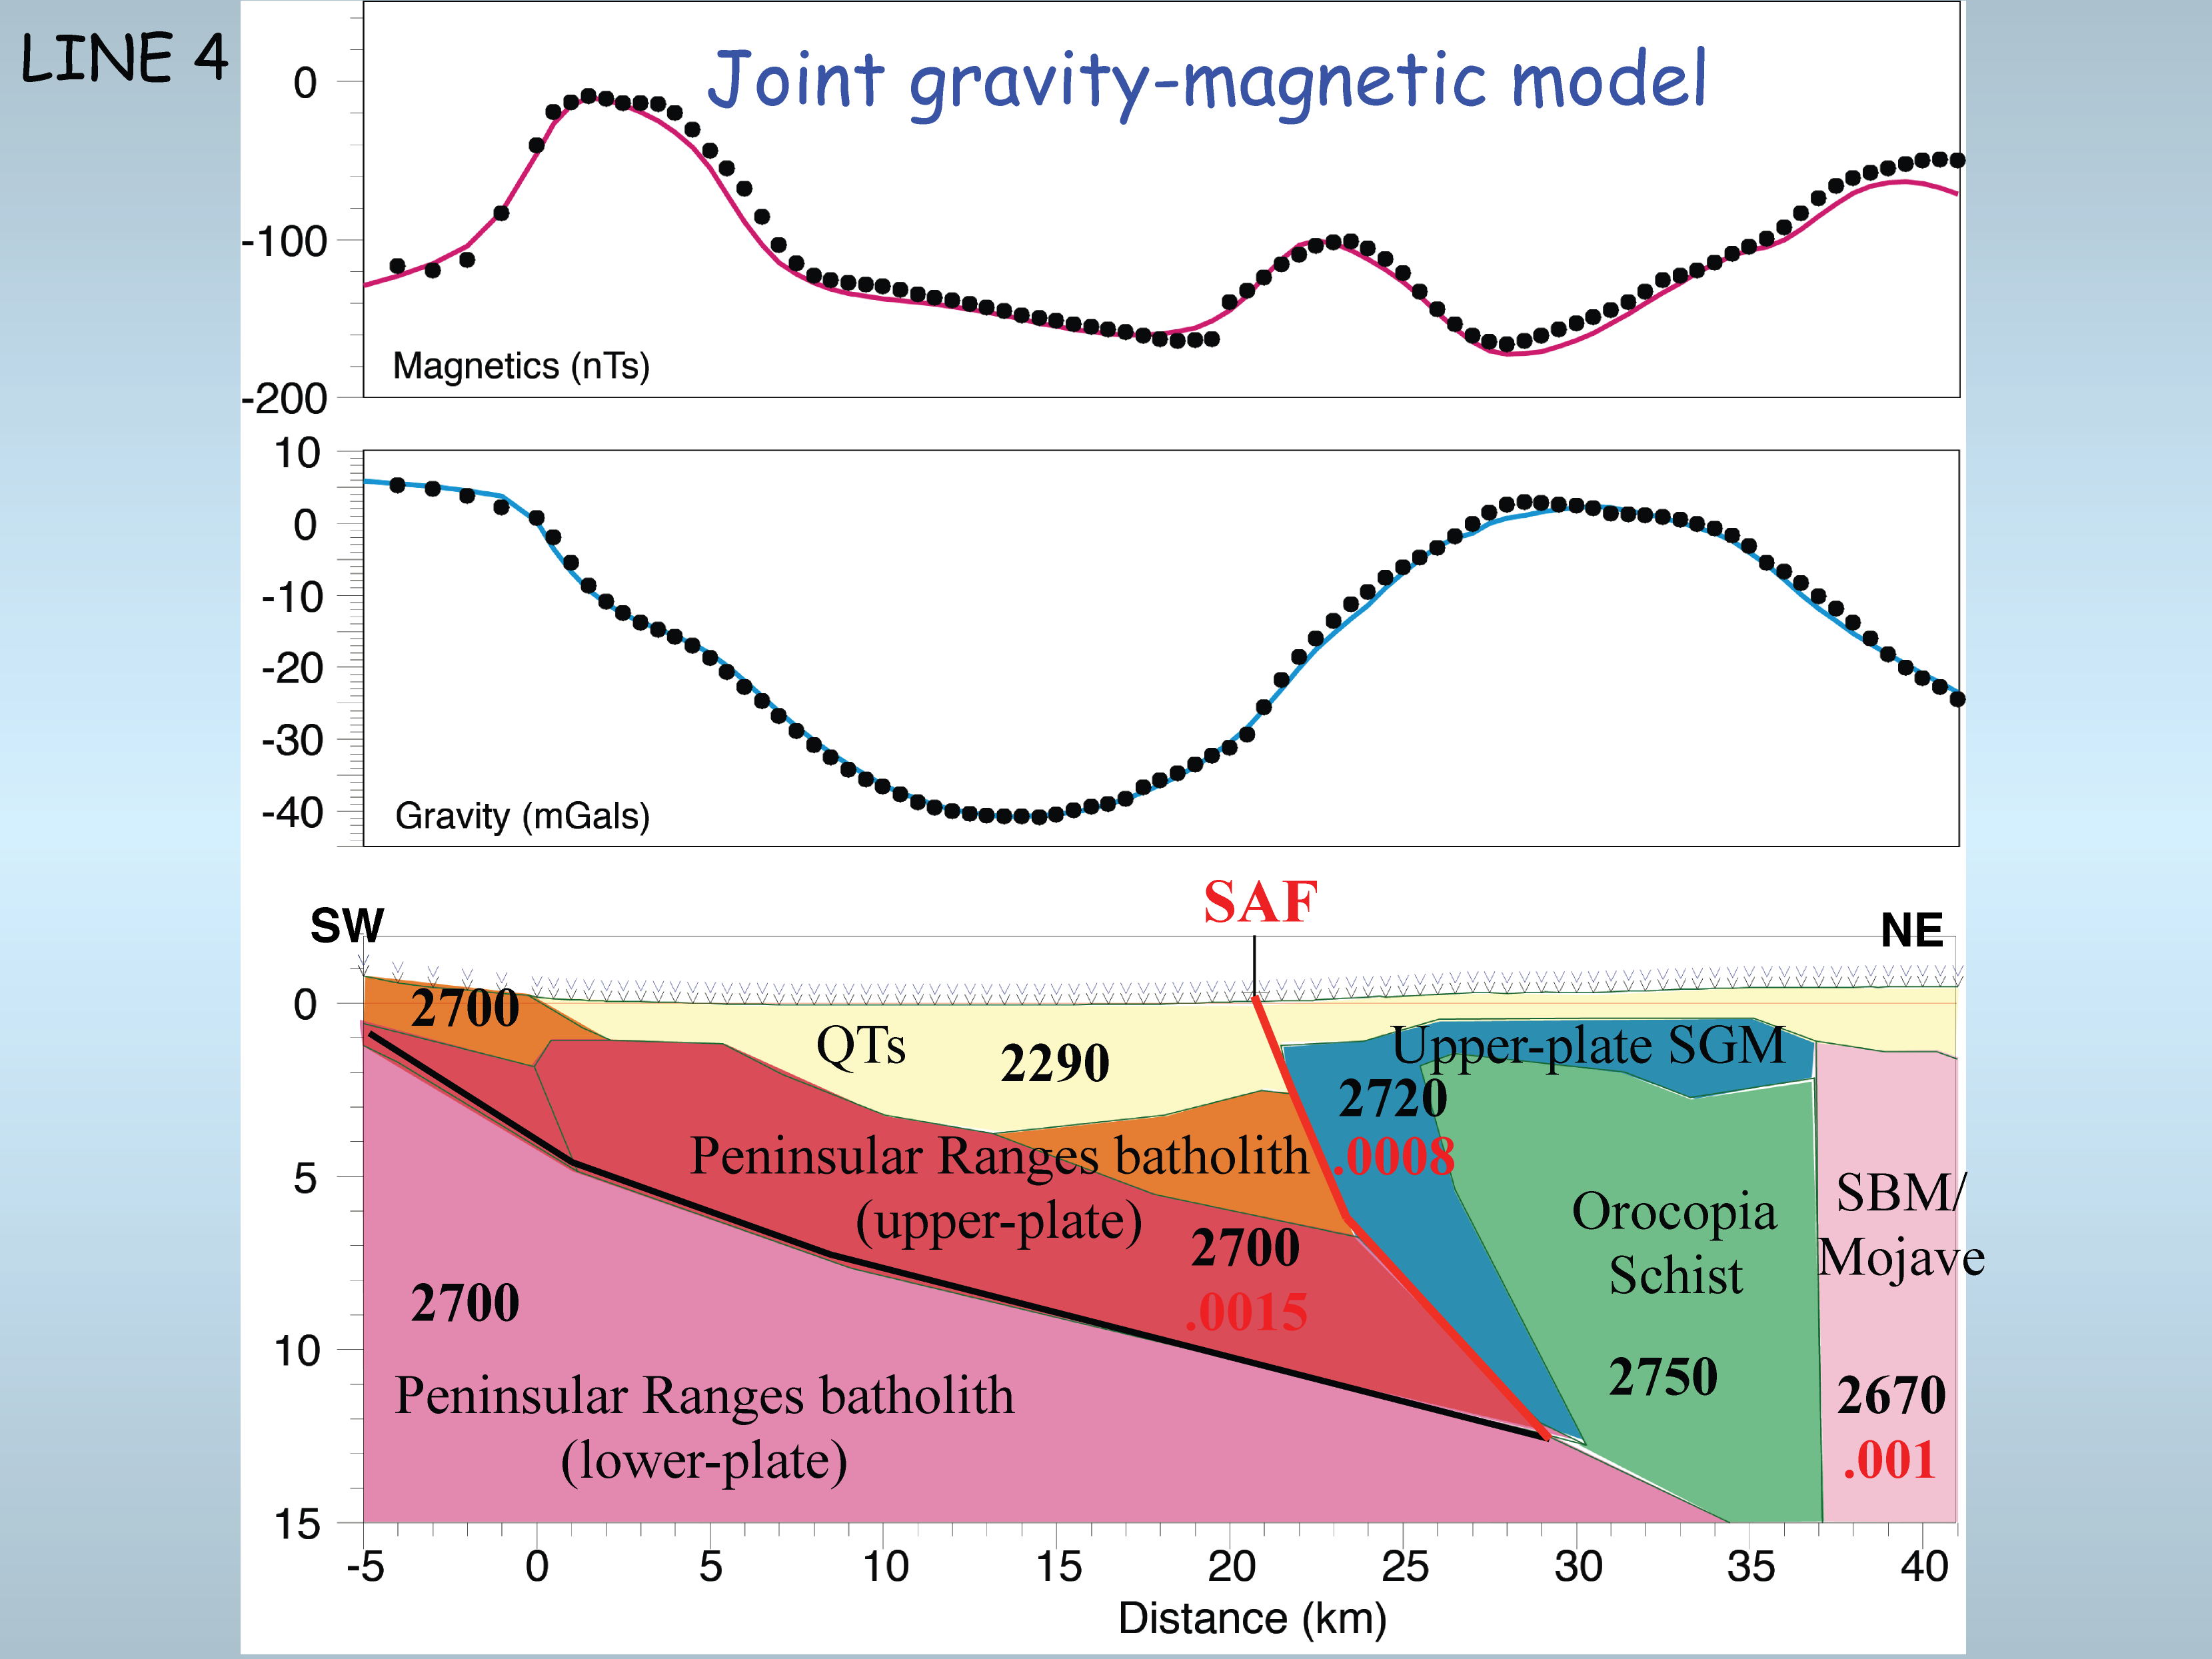 LINE 4
Joint gravity-magnetic model
0
-100
-200
Magnetics (nTs)
10
0
-10
-20
-30
-40
Gravity (mGals)
SAF
SW
NE
0
5
10
15
2700
QTs
2290
Upper-plate SGM
2720
.0008
Peninsular Ranges batholith
(upper-plate)
2700
.0015
Orocopia
Schist
2750
SBM/
Mojave
2670
.001
2700
Peninsular Ranges batholith
(lower-plate)
-5
0
5
10
15
20
25
30
35
40
Distance (km)